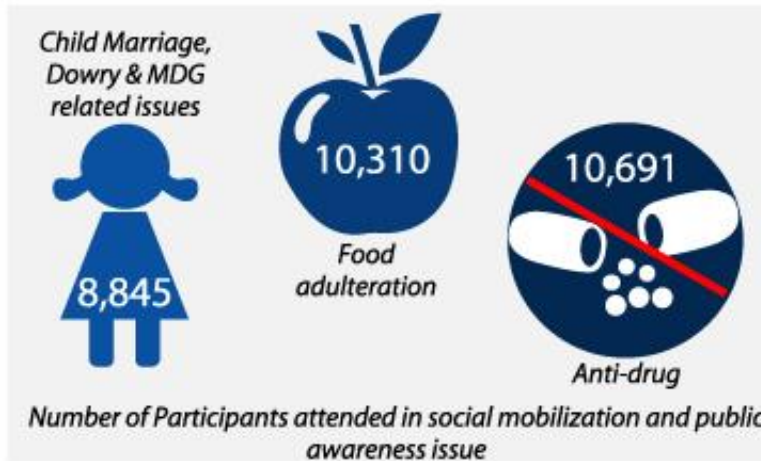 Child Marriage,
Dowry & MDG
related issues
8,845
10,310
Food
adulteration
10,691
Anti-drug
Number of Participants attended in social mobilization and public
awareness issue